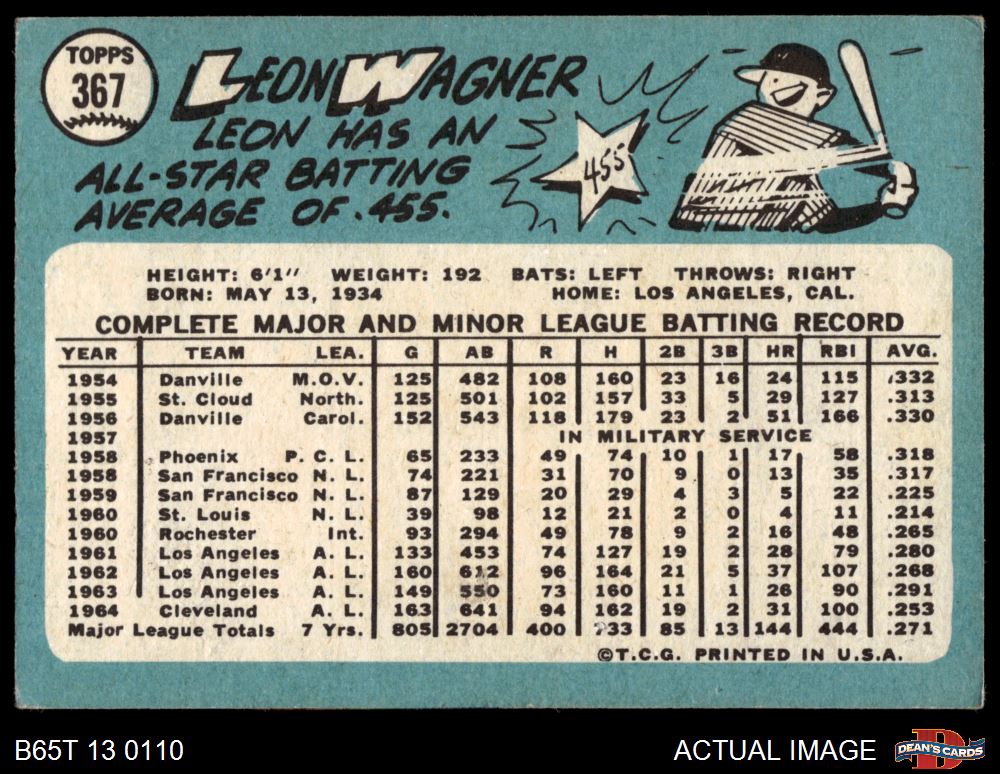 TOPPS
367
LEON WAGNER
LEON HAS AN
ALL-STAR BATTING
AVERAGE OF .455.
455
HEIGHT: 6'1" WEIGHT: 192 BATS: LEFT THROWS: RIGHT
BORN: MAY 13, 1934 HOME: LOS ANGELES, CAL.
COMPLETE MAJOR AND MINOR LEAGUE BATTING RECORD
YEAR TEAM LEA. G AB R H 2B 3B HR RBI AVG.
1954 Danville M.O.V. 125 482 108 160 23 16 24 115 .332
1955 St. Cloud North. 125 501 102 157 33 5 29 127 .313
1956 Danville Carol. 152 543 118 179 23 2 51 166 .330
1957 IN MILITARY SERVICE
1958 Phoenix P. C. L. 65 233 49 74 10 1 17 58 .318
1958 San Francisco N. L. 74 221 31 70 9 0 13 35 .317
1959 San Francisco N. L. 87 129 20 29 4 3 5 22 .225
1960 St. Louis N. L. 39 98 12 21 2 0 4 11 .214
1960 Rochester Int. 93 294 49 78 9 2 16 48 .265
1961 Los Angeles A. L. 133 453 74 127 19 2 28 79 .280
1962 Los Angeles A. L. 160 612 96 164 21 5 37 107 .268
1963 Los Angeles A. L. 149 550 73 160 11 1 26 90 .291
1964 Cleveland A. L. 163 641 94 162 19 2 31 100 .253
Major League Totals 7 Yrs. 805 2704 400 733 85 13 144 444 .271
©T.C.G. PRINTED IN U.S.A.
B65T 13 0110
ACTUAL IMAGE
DEAN'S CARDS